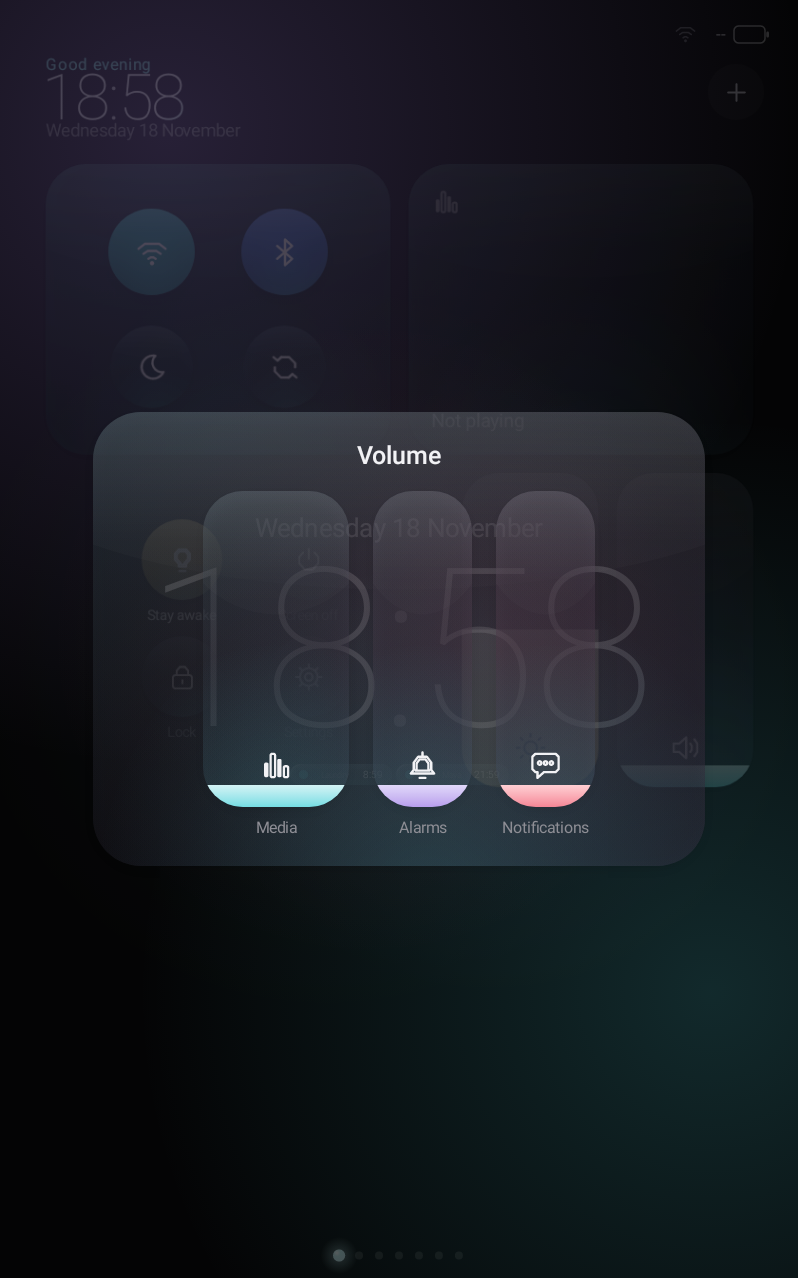 --
Good evening
18:58
Wednesday 18 November
Not playing
Volume
Wednesday 18 November
18:58
Stay awake
Lock
Media
Alarms
Notifications